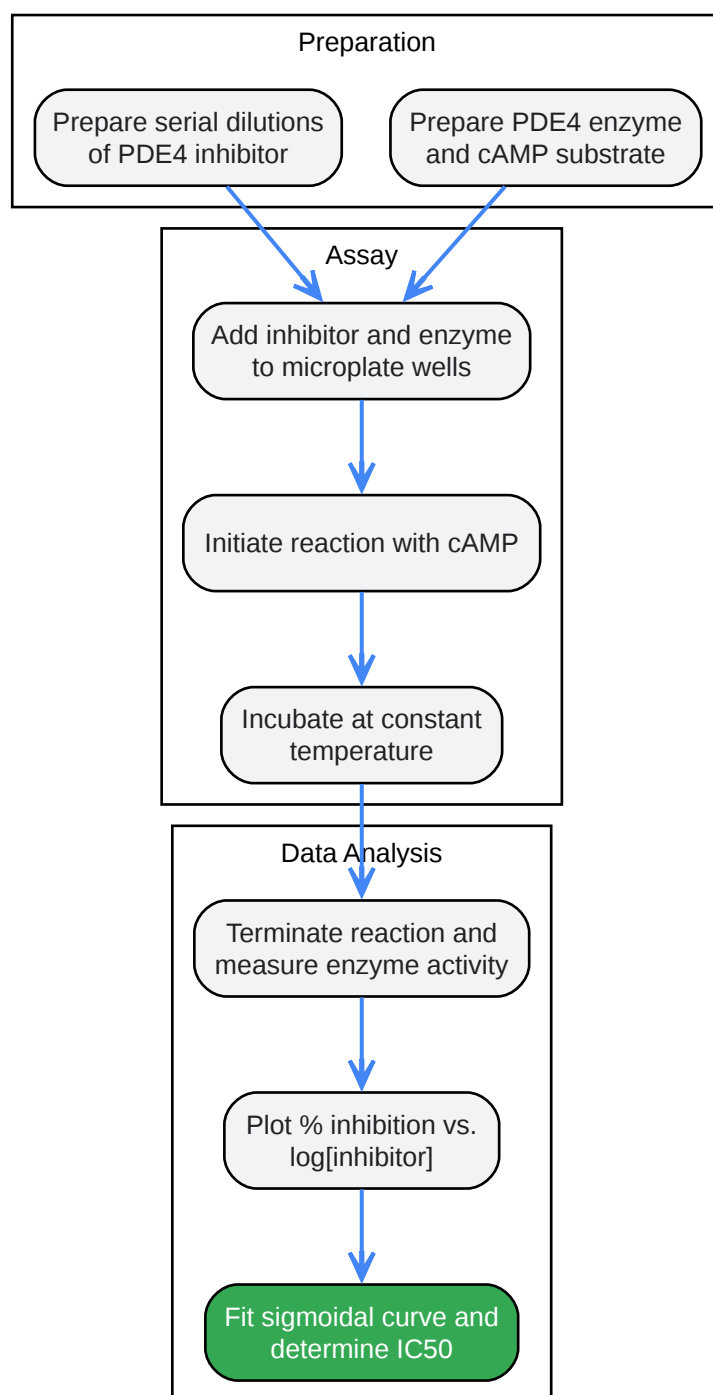 Preparation
Prepare serial dilutions
of PDE4 inhibitor
Prepare PDE4 enzyme
and cAMP substrate
Assay
Add inhibitor and enzyme
to microplate wells
Initiate reaction with cAMP
Incubate at constant
temperature
Data Analysis
Terminate reaction and
measure enzyme activity
Plot % inhibition vs.
log[inhibitor]
Fit sigmoidal curve and
determine IC50